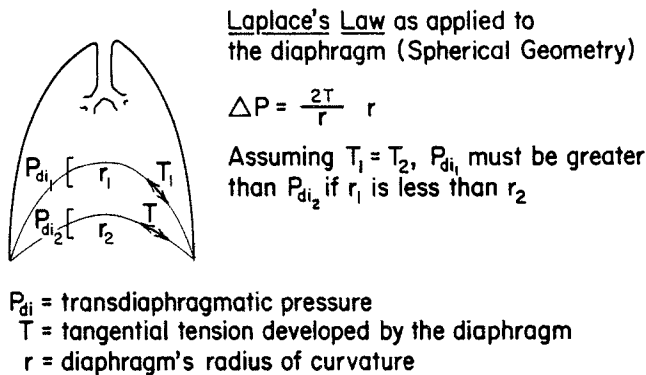 Laplace's Law as applied to
the diaphragm (Spherical Geometry)
△P = 2T/r r
Assuming T₁ = T₂, Pdi₁ must be greater
than Pdi₂ if r₁ is less than r₂
Pdi₁ [ r₁ T₁
Pdi₂ [ r₂ T
Pdi = transdiaphragmatic pressure
T = tangential tension developed by the diaphragm
r = diaphragm's radius of curvature